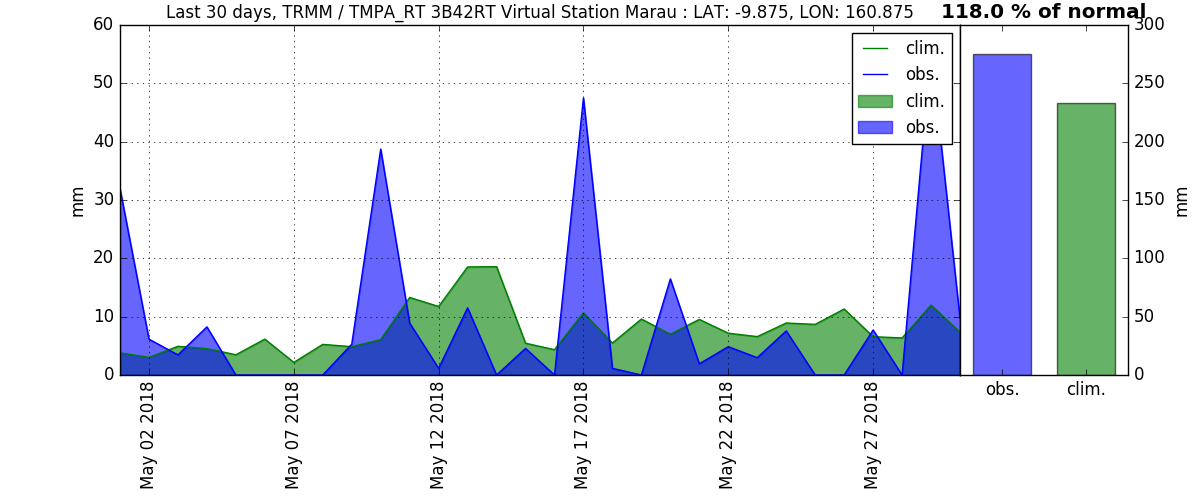 Last 30 days, TRMM / TMPA_RT 3B42RT Virtual Station Marau : LAT: -9.875, LON: 160.875
118.0 % of normal
60
50
40
30
20
10
0
mm
clim.
obs.
clim.
obs.
300
250
200
150
100
50
0
mm
May 02 2018
May 07 2018
May 12 2018
May 17 2018
May 22 2018
May 27 2018
obs.
clim.